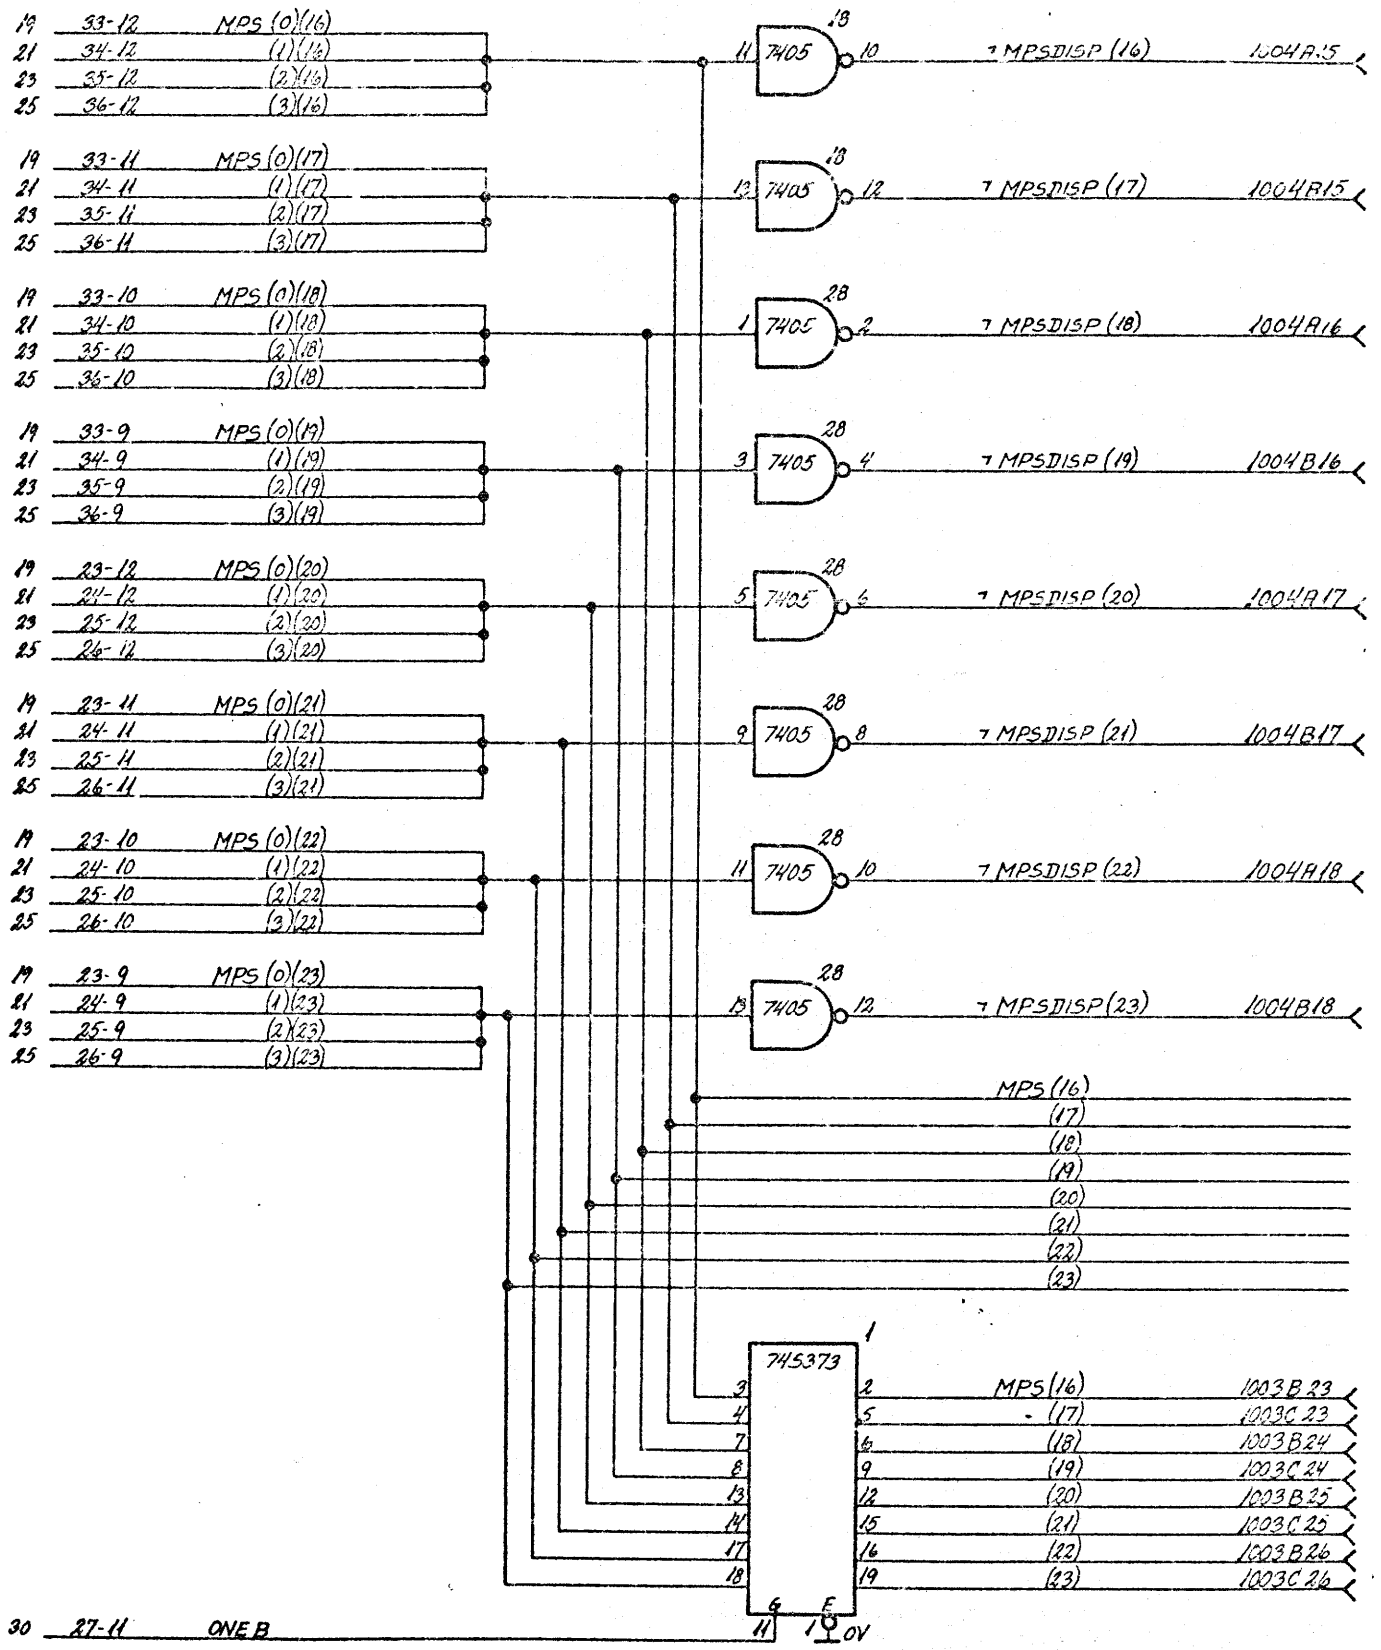 18
19 33-12 MPS (0)(16)
21 34-12 (1)(16) 11 7405 10 ¬ MPSDISP (16) 1004A15
23 35-12 (2)(16)
25 36-12 (3)(16)
18
19 33-11 MPS (0)(17)
21 34-11 (1)(17) 13 7405 12 ¬ MPSDISP (17) 1004B15
23 35-11 (2)(17)
25 36-11 (3)(17)
28
19 33-10 MPS (0)(18)
21 34-10 (1)(18) 1 7405 2 ¬ MPSDISP (18) 1004A16
23 35-10 (2)(18)
25 36-10 (3)(18)
28
19 33-9 MPS (0)(19)
21 34-9 (1)(19) 3 7405 4 ¬ MPSDISP (19) 1004B16
23 35-9 (2)(19)
25 36-9 (3)(19)
28
19 23-12 MPS (0)(20)
21 24-12 (1)(20) 5 7405 6 ¬ MPSDISP (20) 1004A17
23 25-12 (2)(20)
25 26-12 (3)(20)
28
19 23-11 MPS (0)(21)
21 24-11 (1)(21) 9 7405 8 ¬ MPSDISP (21) 1004B17
23 25-11 (2)(21)
25 26-11 (3)(21)
28
19 23-10 MPS (0)(22)
21 24-10 (1)(22) 11 7405 10 ¬ MPSDISP (22) 1004A18
23 25-10 (2)(22)
25 26-10 (3)(22)
28
19 23-9 MPS (0)(23)
21 24-9 (1)(23) 13 7405 12 ¬ MPSDISP (23) 1004B18
23 25-9 (2)(23)
25 26-9 (3)(23)
MPS (16)
(17)
(18)
(19)
(20)
(21)
(22)
(23)
1
74S373
3 2 MPS (16) 1003B23
4 5 (17) 1003C23
7 6 (18) 1003B24
8 9 (19) 1003C24
13 12 (20) 1003B25
14 15 (21) 1003C25
17 16 (22) 1003B26
18 19 (23) 1003C26
G E
30 27-11 ONE B 11 1 0V